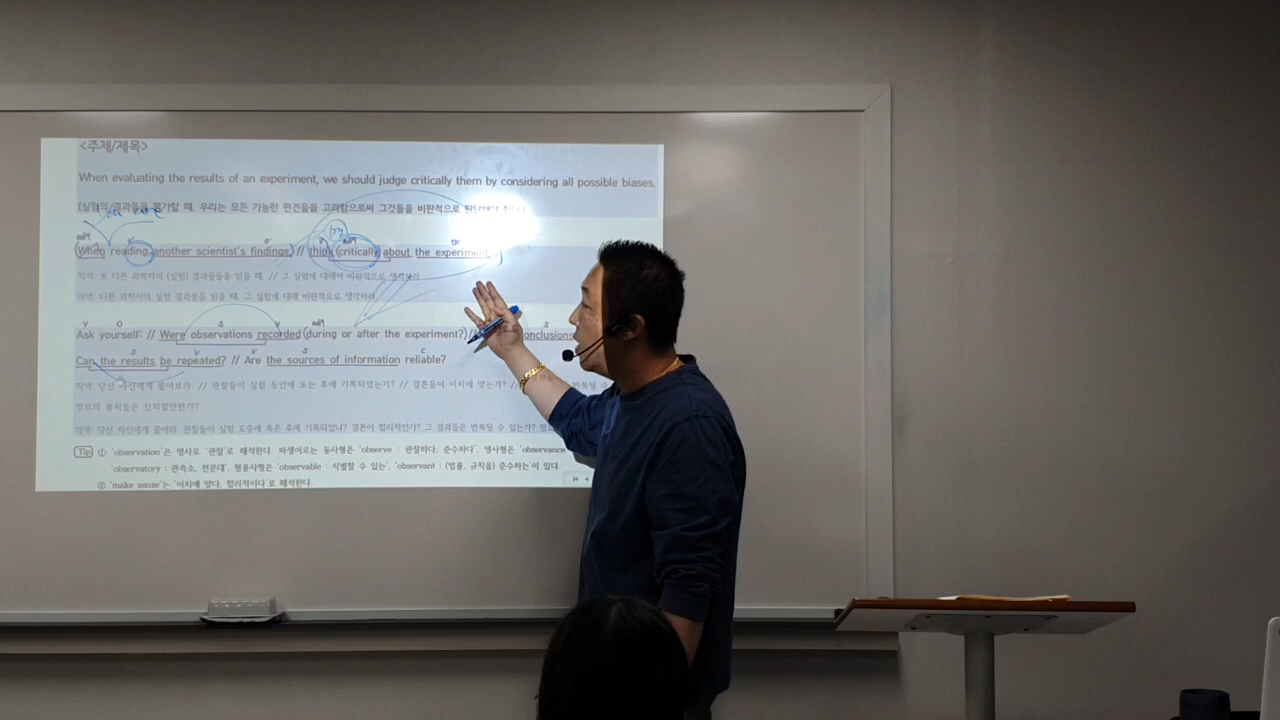 <주제/제목>
When evaluating the results of an experiment, we should judge critically them by considering all possible biases.
(실험의 결과들을 평가할 때, 우리는 모든 가능한 편견들을 고려함으로써 그것들을 비판적으로 판단해야 한다.)
When reading another scientist's findings, // think critically about the experiment.
직역: 또 다른 과학자의 (실험) 결과물들을 읽을 때, // 그 실험에 대해서 비판적으로 생각하라
의역: 다른 과학자의 실험 결과물을 읽을 때, 그 실험에 대해 비판적으로 생각하라
Ask yourself: // Were observations recorded (during or after the experiment?) // conclusions
Can the results be repeated? // Are the sources of information reliable?
직역: 당신 자신에게 물어보라: // 관찰들이 실험 동안에 또는 후에 기록되었는가? // 결론들이 이치에 맞는가? // 반복될 수
정보의 출처들은 신뢰할만한가?
의역: 당신 자신에게 물어라: 관찰들이 실험 도중에 혹은 후에 기록되었나? 결론이 합리적인가? 그 결과들은 반복될 수 있는가?
Tip ① 'observation'은 명사로 '관찰'로 해석한다. 파생어로는 동사형은 'observe : 관찰하다, 준수하다', 명사형은 'observance
'observatory : 관측소, 천문대', 형용사형은 'observable : 식별할 수 있는', 'observant : (법률, 규칙을) 준수하는'이 있다.
② 'make sense'는 '이치에 맞다, 합리적이다'로 해석한다.